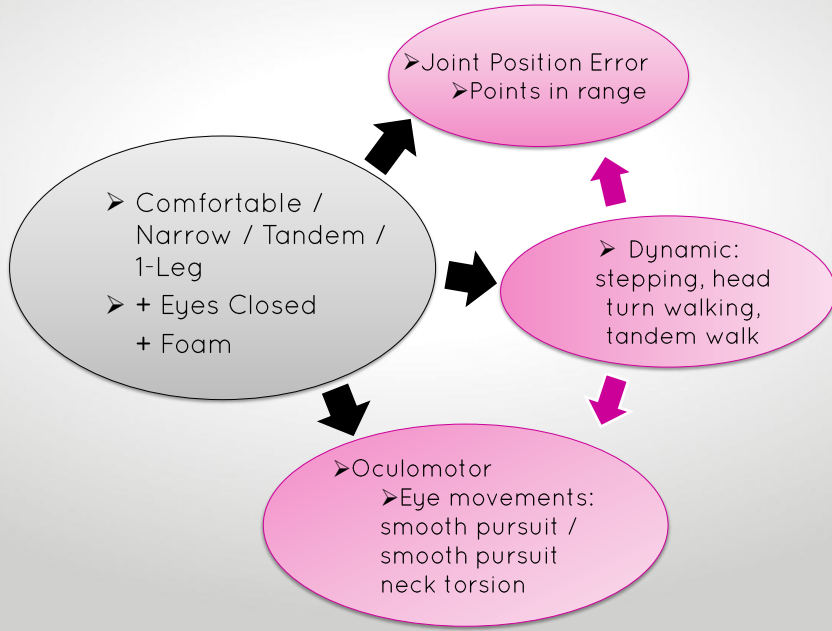 ➢Joint Position Error
➢Points in range
➢ Comfortable /
Narrow / Tandem /
1-Leg
➢ + Eyes Closed
+ Foam
➢ Dynamic:
stepping, head
turn walking,
tandem walk
➢Oculomotor
➢Eye movements:
smooth pursuit /
smooth pursuit
neck torsion